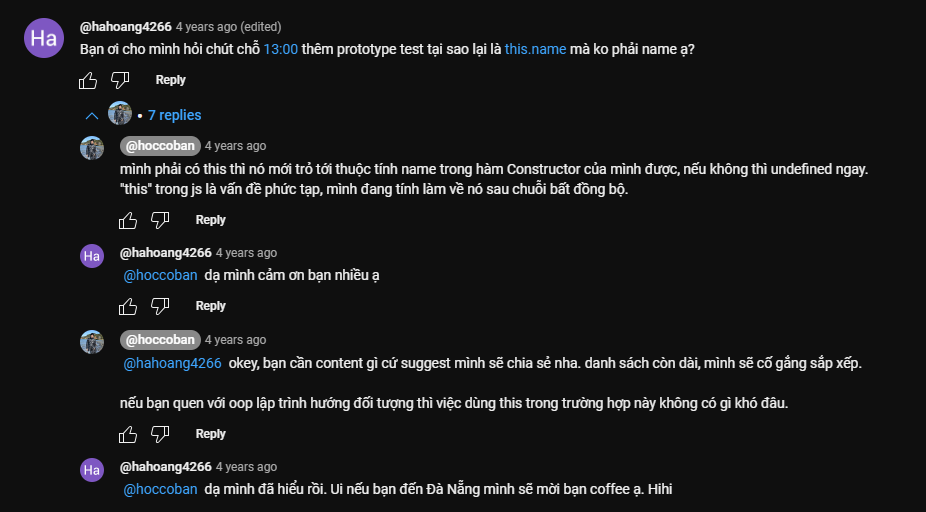 Ha
@hahoang4266 4 years ago (edited)
Bạn ơi cho mình hỏi chút chỗ 13:00 thêm prototype test tại sao lại là this.name mà ko phải name ạ?
Reply
• 7 replies
@hoccoban 4 years ago
mình phải có this thì nó mới trỏ tới thuộc tính name trong hàm Constructor của mình được, nếu không thì undefined ngay.
"this" trong js là vấn đề phức tạp, mình đang tính làm về nó sau chuỗi bất đồng bộ.
Reply
Ha
@hahoang4266 4 years ago
@hoccoban dạ mình cảm ơn bạn nhiều ạ
Reply
@hoccoban 4 years ago
@hahoang4266 okey, bạn cần content gì cứ suggest mình sẽ chia sẻ nha. danh sách còn dài, mình sẽ cố gắng sắp xếp.
nếu bạn quen với oop lập trình hướng đối tượng thì việc dùng this trong trường hợp này không có gì khó đâu.
Reply
Ha
@hahoang4266 4 years ago
@hoccoban dạ mình đã hiểu rồi. Ui nếu bạn đến Đà Nẵng mình sẽ mời bạn coffee ạ. Hihi